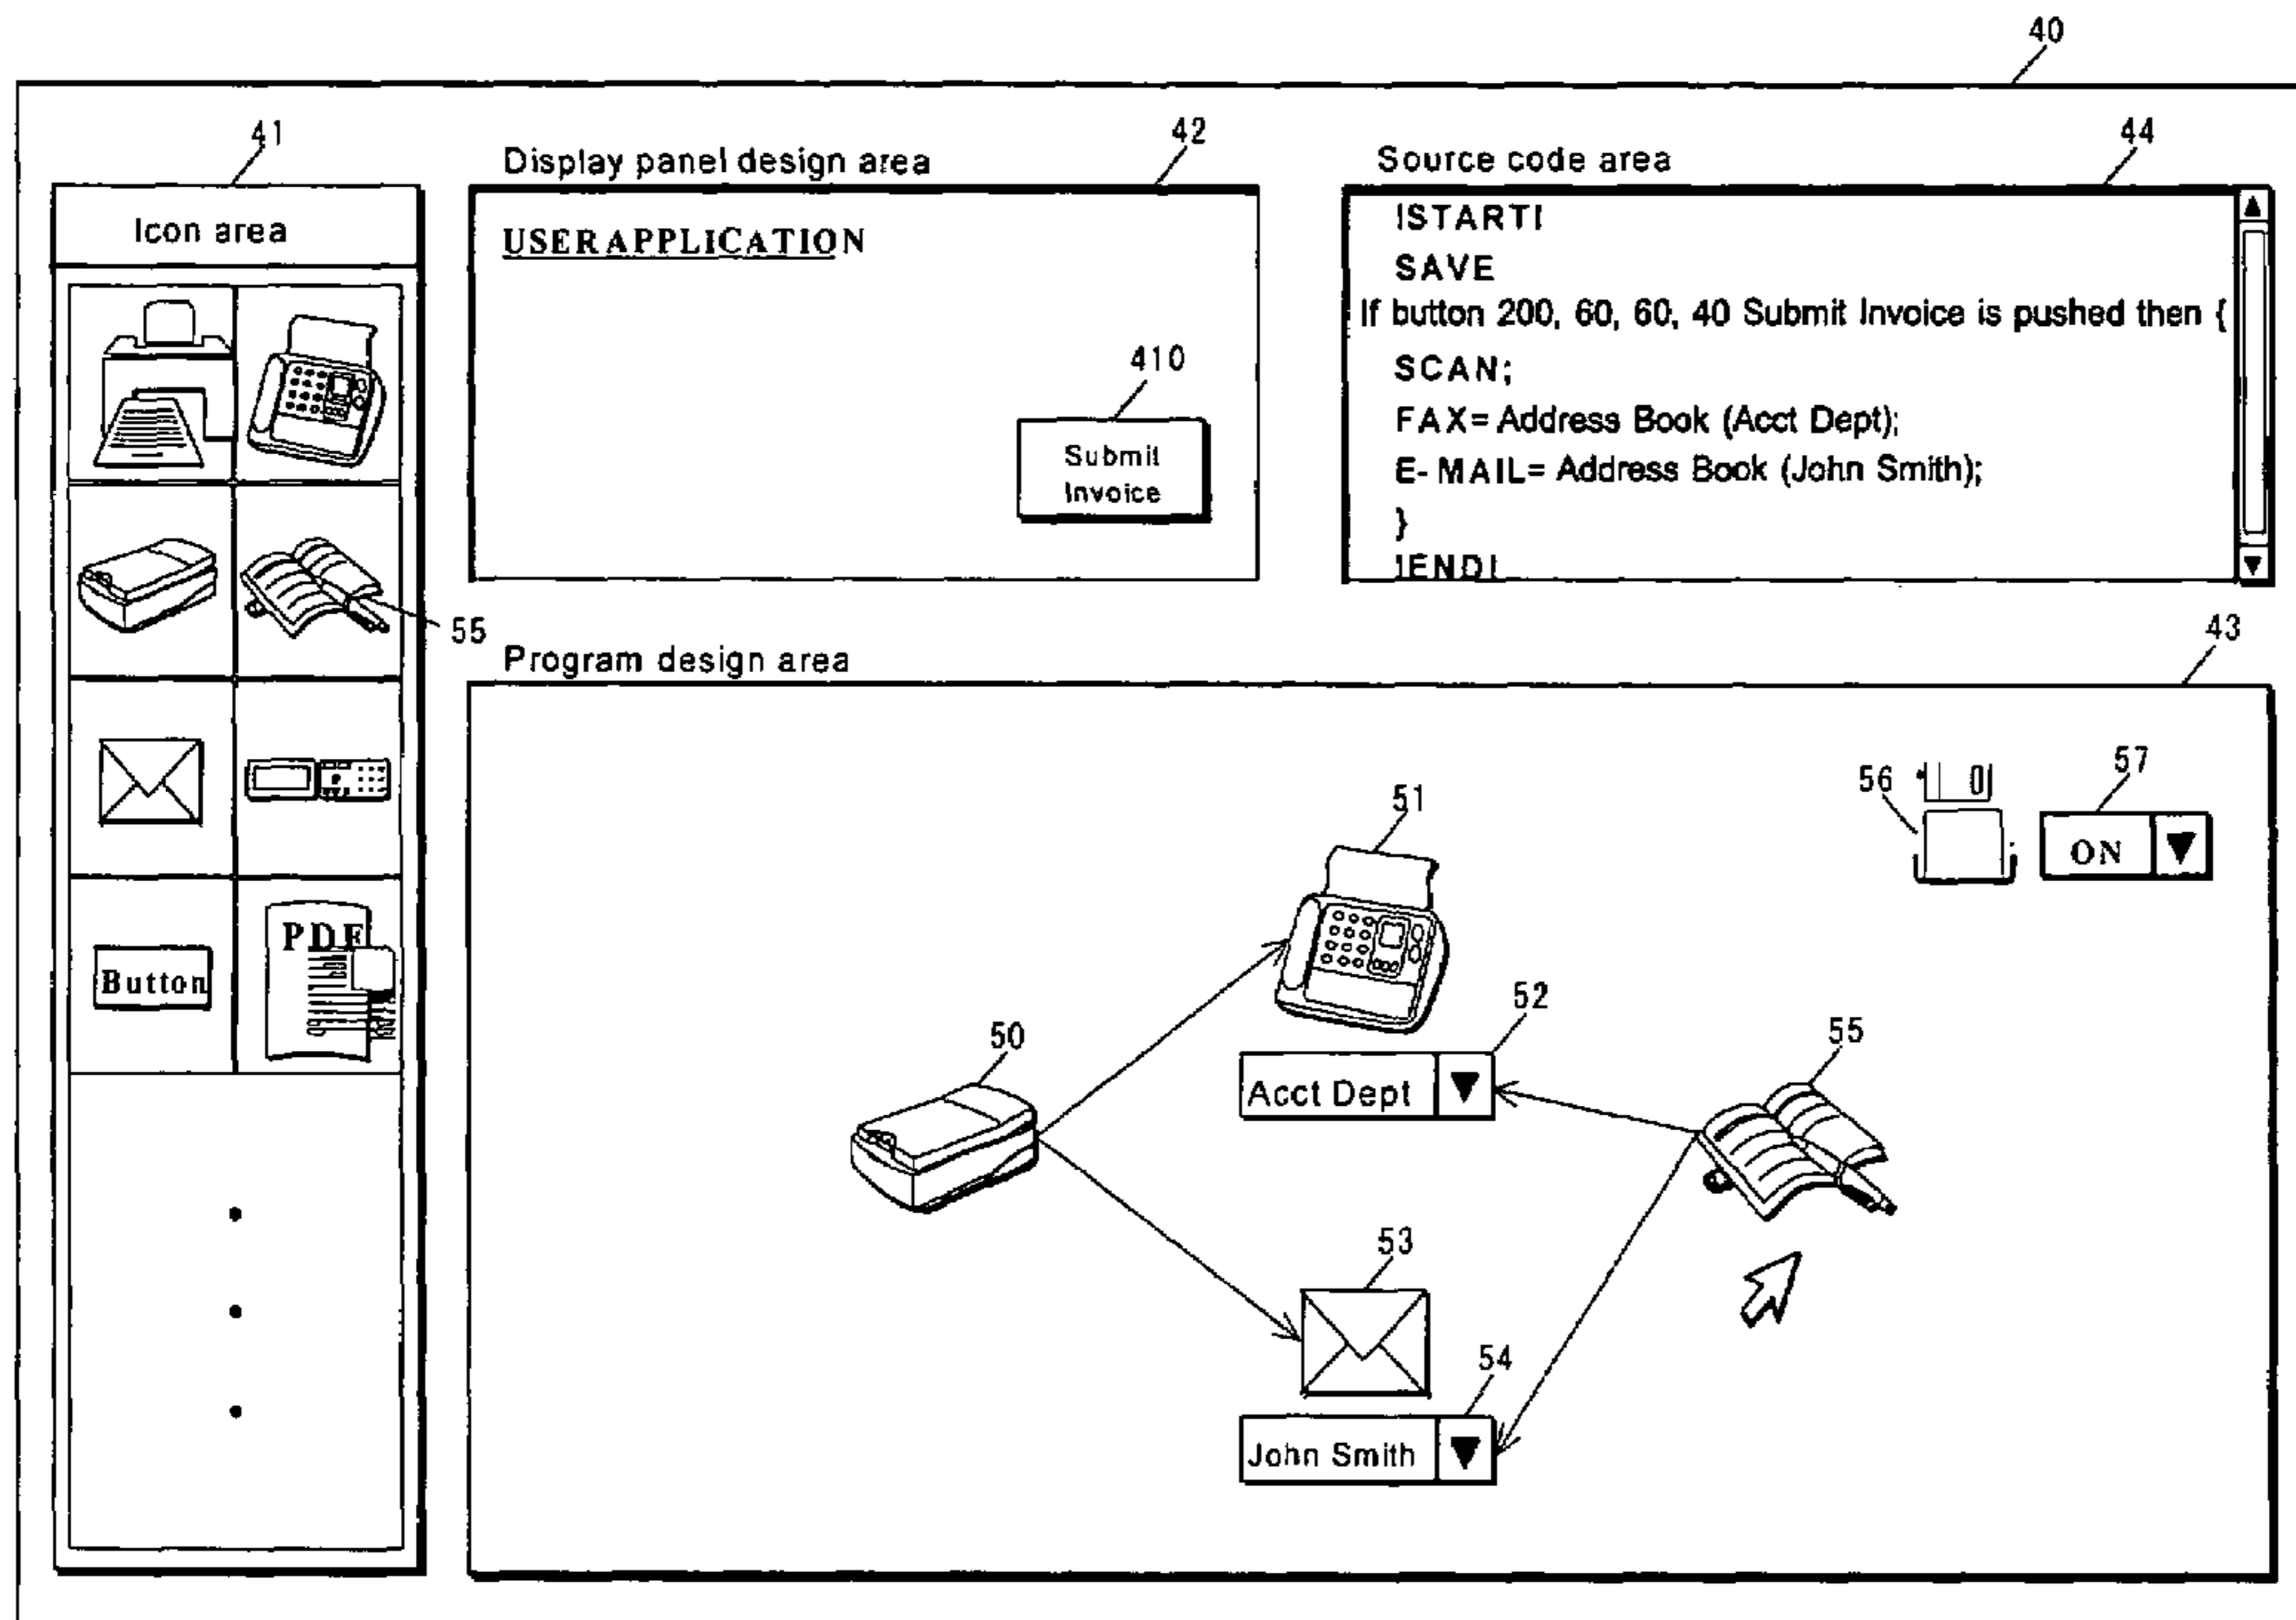 40
41
Icon area
55
PDF
Button
Display panel design area
42
USER APPLICATION
410
Submit
Invoice
Source code area
44
!START!
SAVE
If button 200, 60, 60, 40 Submit Invoice is pushed then {
SCAN;
FAX= Address Book (Acct Dept);
E-MAIL= Address Book (John Smith);
}
!END!
Program design area
43
56
57
ON
51
52
Acct Dept
50
55
53
54
John Smith